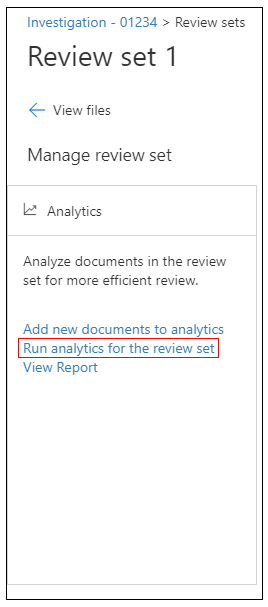 Investigation - 01234 > Review sets
Review set 1
← View files
Manage review set
Analytics
Analyze documents in the review
set for more efficient review.
Add new documents to analytics
Run analytics for the review set
View Report